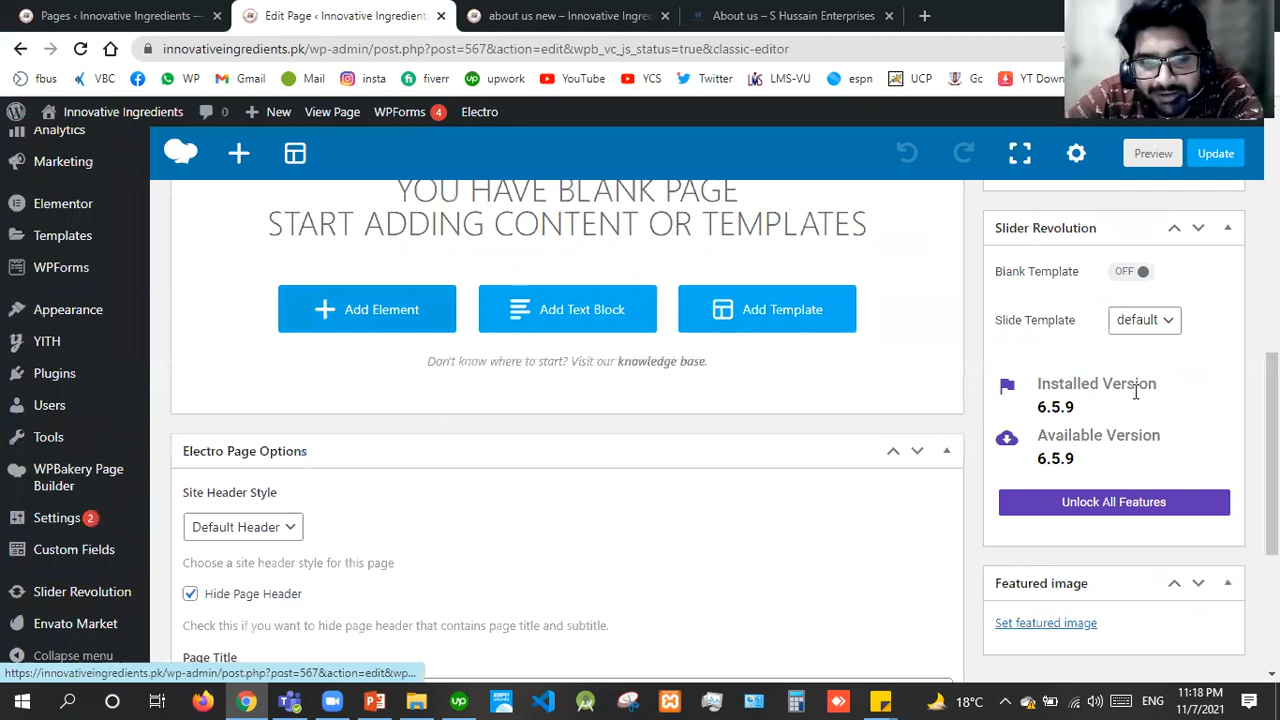 Pages ‹ Innovative Ingredients —
Edit Page ‹ Innovative Ingredient
about us new – Innovative Ingre
About us – S Hussain Enterprises
innovativeingredients.pk/wp-admin/post.php?post=567&action=edit&wpb_vc_js_status=true&classic-editor
fbus
VBC
WP
Gmail
Mail
insta
fiverr
upwork
YouTube
YCS
Twitter
LMS-VU
espn
UCP
Gc
YT Down
Innovative Ingredients
0
New
View Page
WPForms 4
Electro
Analytics
Marketing
Elementor
Templates
WPForms
Appearance
YITH
Plugins
Users
Tools
WPBakery Page
Builder
Settings 2
Custom Fields
Slider Revolution
Envato Market
Collapse menu
Preview
Update
YOU HAVE BLANK PAGE
START ADDING CONTENT OR TEMPLATES
Add Element
Add Text Block
Add Template
Don't know where to start? Visit our knowledge base.
Electro Page Options
Site Header Style
Default Header
Choose a site header style for this page
Hide Page Header
Check this if you want to hide page header that contains page title and subtitle.
Page Title
Slider Revolution
Blank Template
OFF
Slide Template
default
Installed Version
6.5.9
Available Version
6.5.9
Unlock All Features
Featured image
Set featured image
https://innovativeingredients.pk/wp-admin/post.php?post=567&action=edit&wp...
18°C
ENG
11:18 PM
11/7/2021